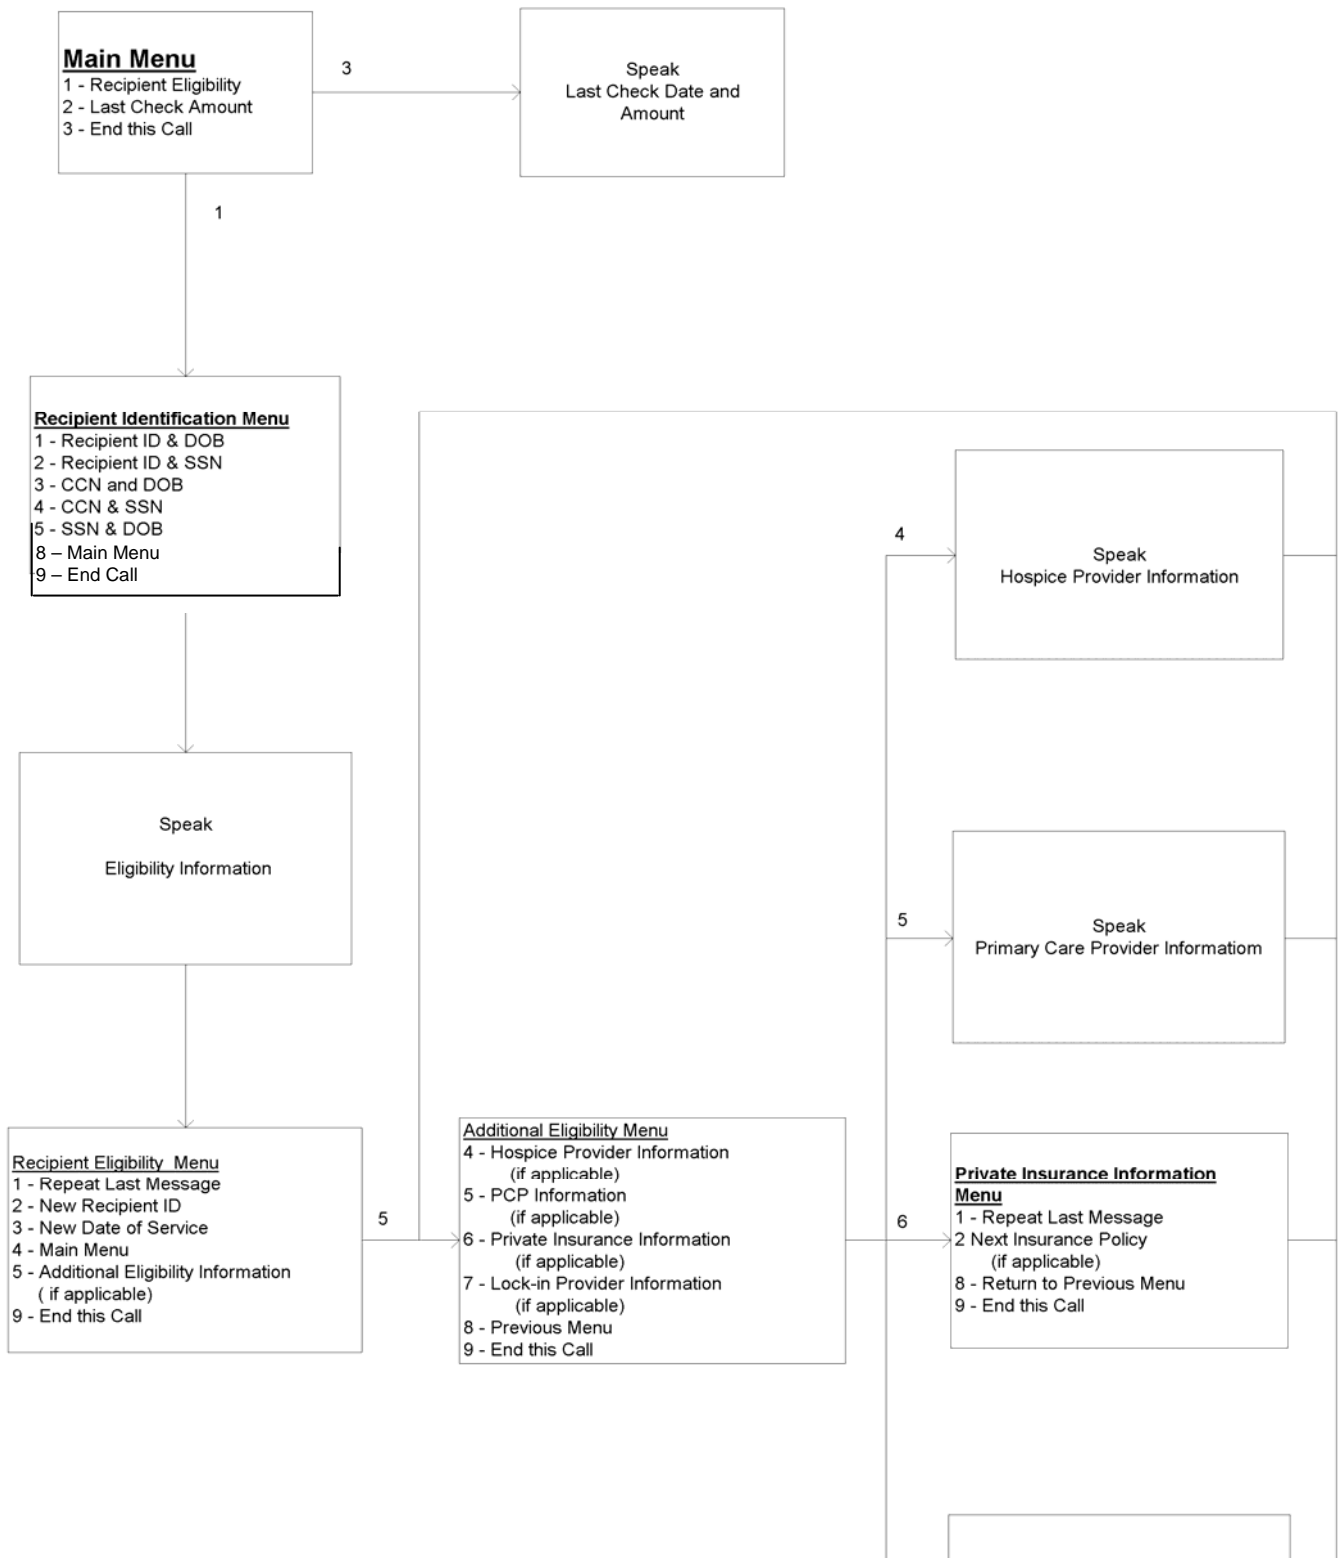 Main Menu
1 - Recipient Eligibility
2 - Last Check Amount
3 - End this Call
3
Speak
Last Check Date and
Amount
1
Recipient Identification Menu
1 - Recipient ID & DOB
2 - Recipient ID & SSN
3 - CCN and DOB
4 - CCN & SSN
5 - SSN & DOB
8 – Main Menu
9 – End Call
4
Speak
Hospice Provider Information
Speak
Eligibility Information
5
Speak
Primary Care Provider Informatiom
Recipient Eligibility Menu
1 - Repeat Last Message
2 - New Recipient ID
3 - New Date of Service
4 - Main Menu
5 - Additional Eligibility Information
( if applicable)
9 - End this Call
5
Additional Eligibility Menu
4 - Hospice Provider Information
(if applicable)
5 - PCP Information
(if applicable)
6 - Private Insurance Information
(if applicable)
7 - Lock-in Provider Information
(if applicable)
8 - Previous Menu
9 - End this Call
6
Private Insurance Information
Menu
1 - Repeat Last Message
2 Next Insurance Policy
(if applicable)
8 - Return to Previous Menu
9 - End this Call